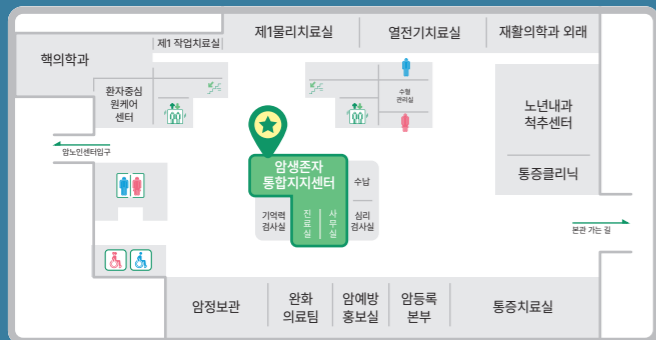 핵의학과
제1 작업치료실
제1물리치료실
열전기치료실
재활의학과 외래
환자중심
원케어
센터
수혈
관리실
노년내과
척추센터
통증클리닉
암노인센터입구
암생존자
통합지지센터
수납
기억력
검사실
진료실
사무실
심리
검사실
본관 가는 길
암정보관
완화
의료팀
암예방
홍보실
암등록
본부
통증치료실